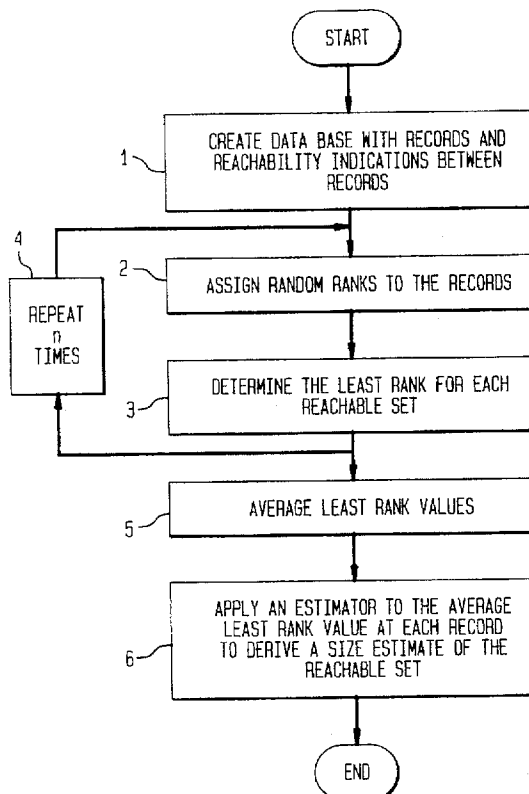 START
1
CREATE DATA BASE WITH RECORDS AND
REACHABILITY INDICATIONS BETWEEN
RECORDS
4
REPEAT
n
TIMES
2
ASSIGN RANDOM RANKS TO THE RECORDS
3
DETERMINE THE LEAST RANK FOR EACH
REACHABLE SET
5
AVERAGE LEAST RANK VALUES
6
APPLY AN ESTIMATOR TO THE AVERAGE
LEAST RANK VALUE AT EACH RECORD
TO DERIVE A SIZE ESTIMATE OF THE
REACHABLE SET
END